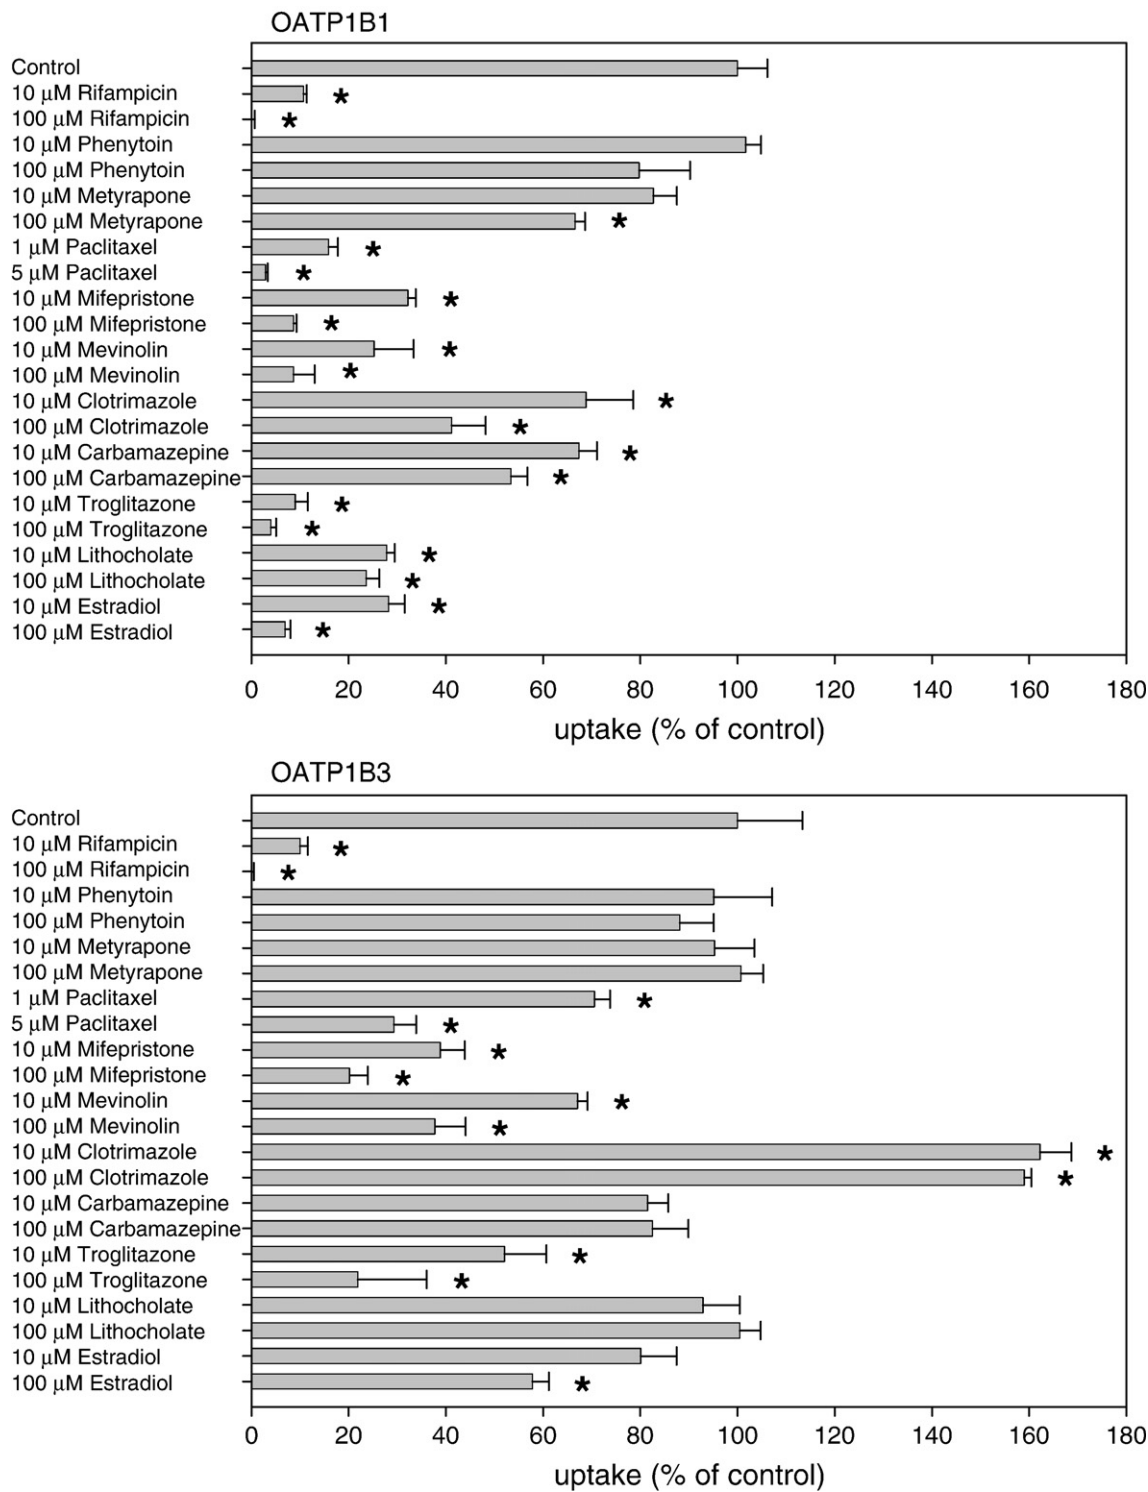 OATP1B1
Control
10 μM Rifampicin
*
100 μM Rifampicin
*
10 μM Phenytoin
100 μM Phenytoin
10 μM Metyrapone
100 μM Metyrapone
*
1 μM Paclitaxel
*
5 μM Paclitaxel
*
10 μM Mifepristone
*
100 μM Mifepristone
*
10 μM Mevinolin
*
100 μM Mevinolin
*
10 μM Clotrimazole
*
100 μM Clotrimazole
*
10 μM Carbamazepine
*
100 μM Carbamazepine
*
10 μM Troglitazone
*
100 μM Troglitazone
*
10 μM Lithocholate
*
100 μM Lithocholate
*
10 μM Estradiol
*
100 μM Estradiol
*
0 20 40 60 80 100 120 140 160 180
uptake (% of control)
OATP1B3
Control
10 μM Rifampicin
*
100 μM Rifampicin
*
10 μM Phenytoin
100 μM Phenytoin
10 μM Metyrapone
100 μM Metyrapone
1 μM Paclitaxel
*
5 μM Paclitaxel
*
10 μM Mifepristone
*
100 μM Mifepristone
*
10 μM Mevinolin
*
100 μM Mevinolin
*
10 μM Clotrimazole
*
100 μM Clotrimazole
*
10 μM Carbamazepine
100 μM Carbamazepine
10 μM Troglitazone
*
100 μM Troglitazone
*
10 μM Lithocholate
100 μM Lithocholate
10 μM Estradiol
100 μM Estradiol
*
0 20 40 60 80 100 120 140 160 180
uptake (% of control)